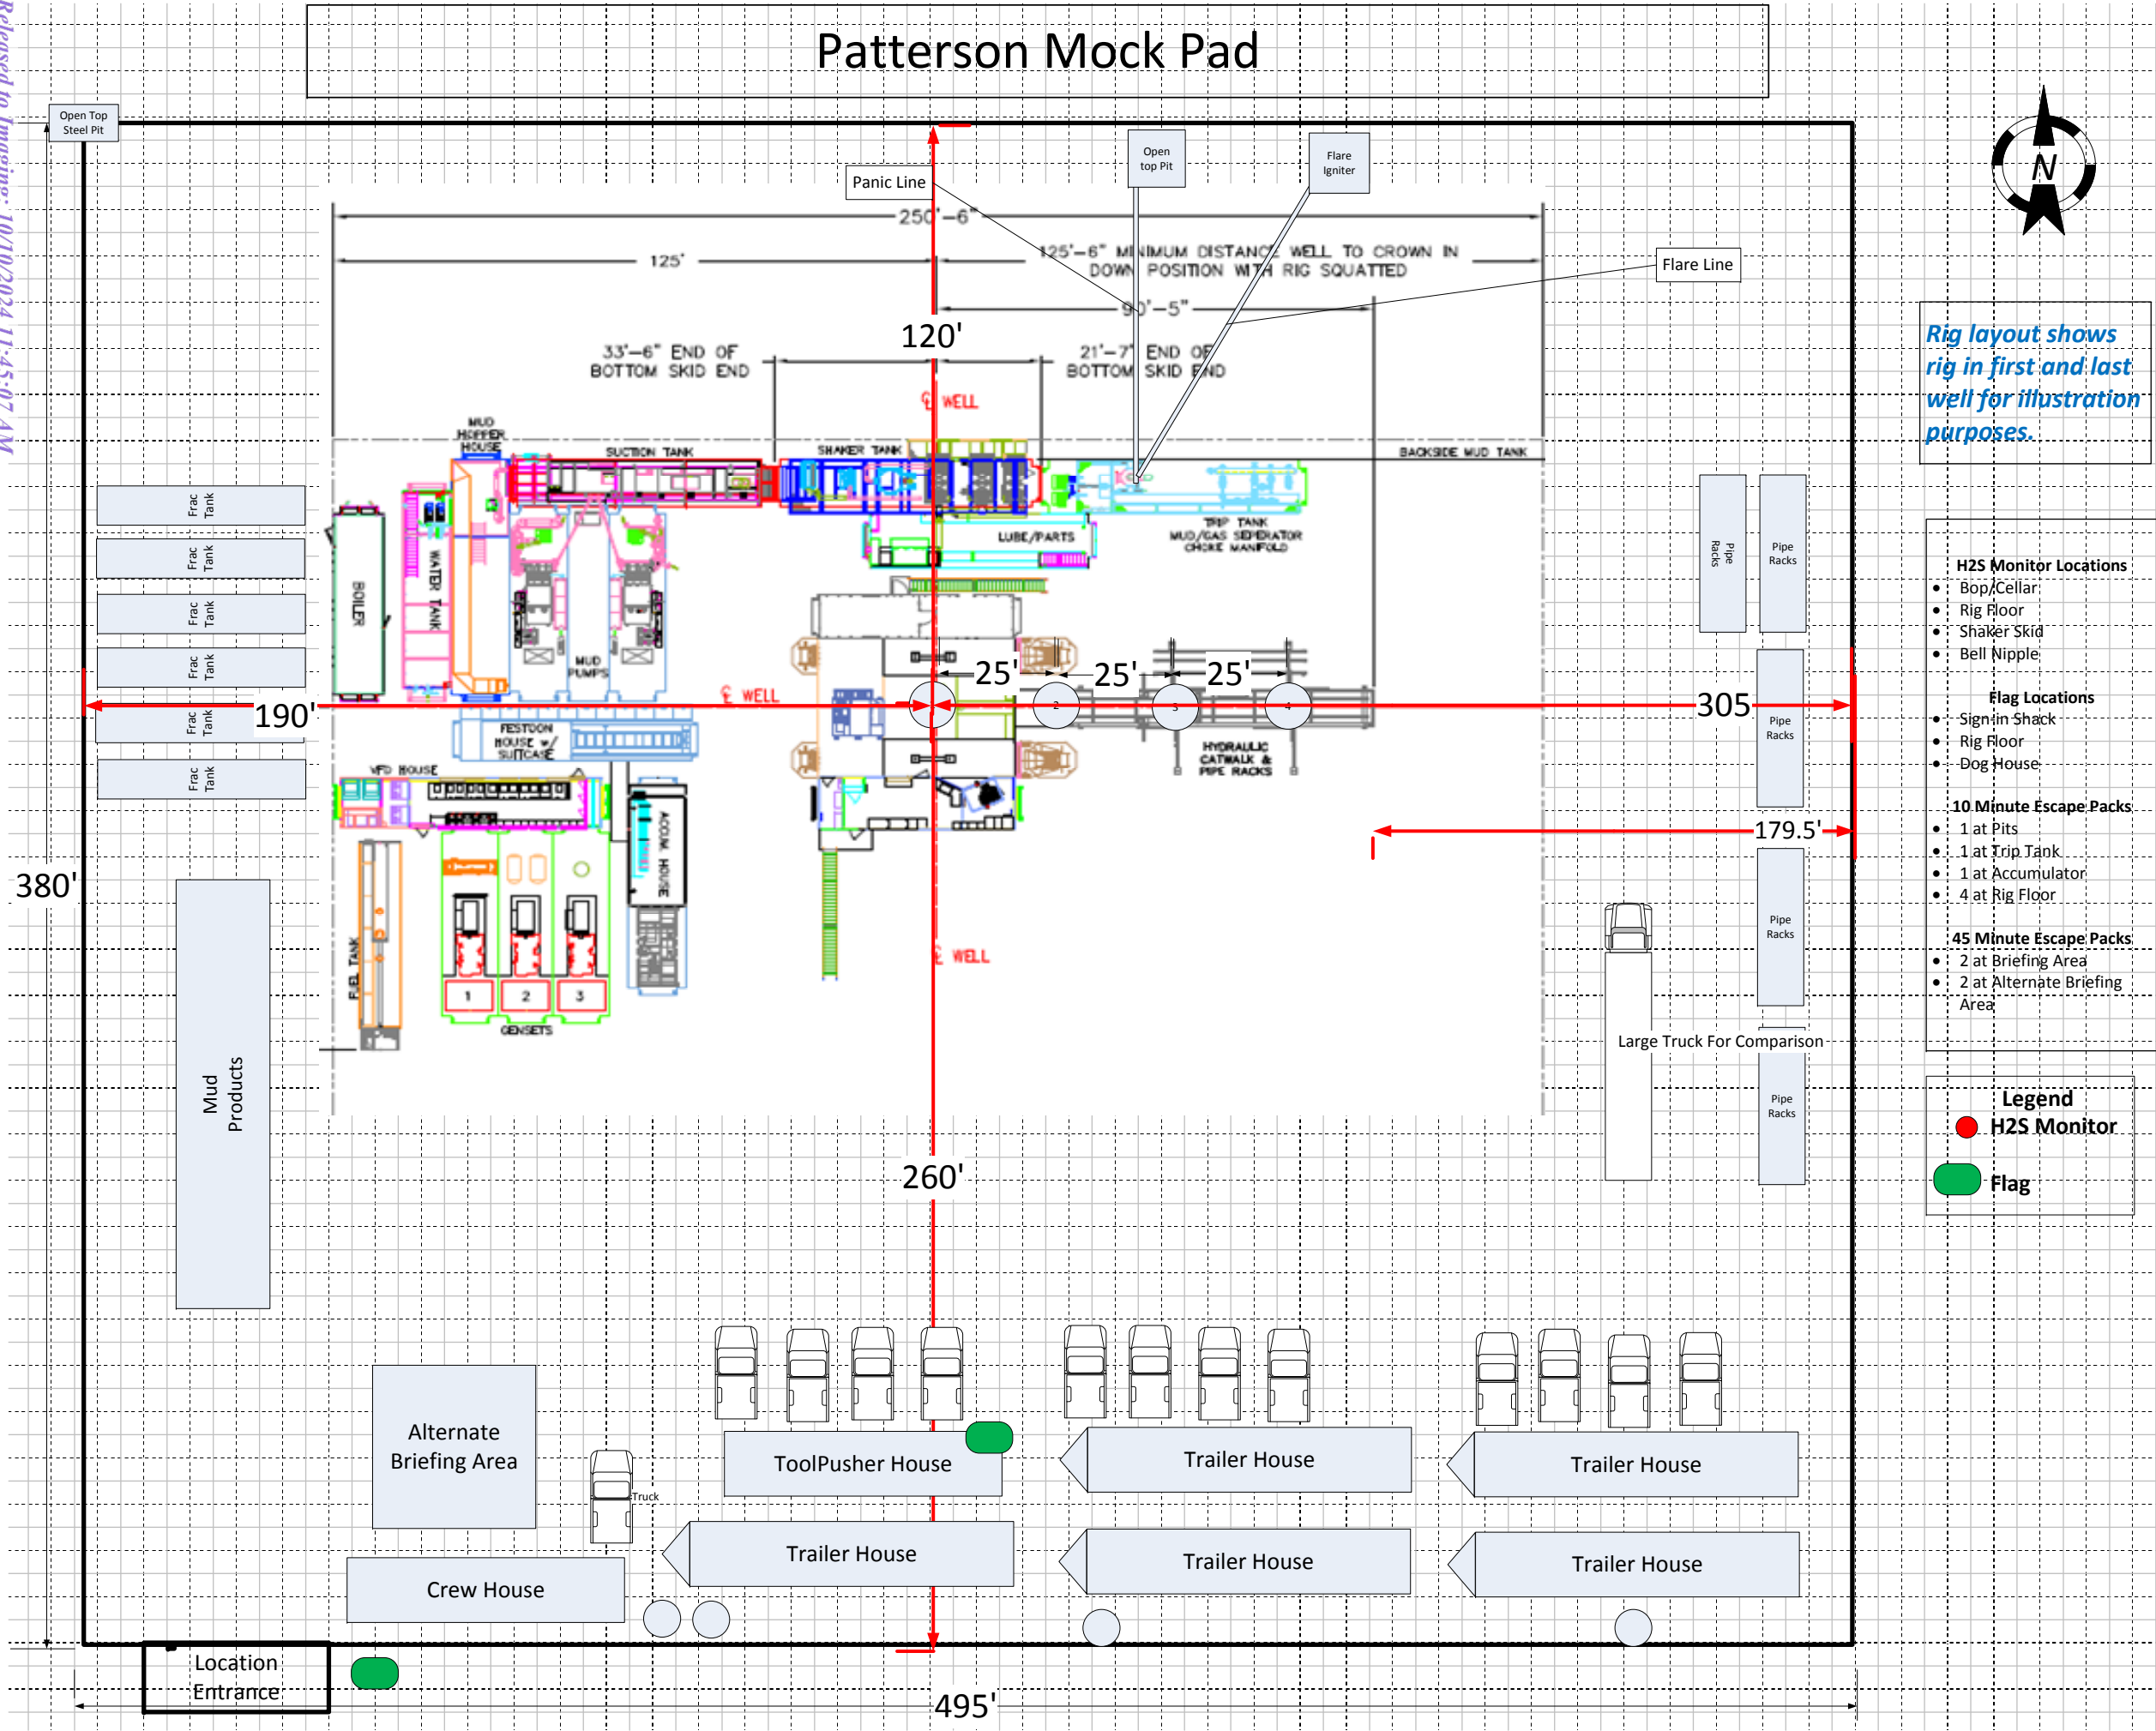 Patterson Mock Pad
Released to Imaging: 10/10/2024 11:45:07 AM
Open Top
Steel Pit
Panic Line
Open
top Pit
Flare
Igniter
N
250'-6"
125'
125'-6" MINIMUM DISTANCE WELL TO CROWN IN
DOWN POSITION WITH RIG SQUATTED
Flare Line
90'-5"
120'
33'-6" END OF
BOTTOM SKID END
21'-7" END OF
BOTTOM SKID END
Rig layout shows
rig in first and last
well for illustration
purposes.
℄ WELL
MUD
HOPPER
HOUSE
SUCTION TANK
SHAKER TANK
BACKSIDE MUD TANK
Frac
Tank
Frac
Tank
Frac
Tank
Frac
Tank
Frac
Tank
Frac
Tank
BOILER
WATER TANK
MUD
PUMPS
LUBE/PARTS
TRIP TANK
MUD/GAS SEPERATOR
CHOKE MANIFOLD
Pipe
Racks
Pipe
Racks
H2S Monitor Locations
• Bop/Cellar
• Rig Floor
• Shaker Skid
• Bell Nipple
Flag Locations
• Sign in Shack
• Rig Floor
• Dog House
10 Minute Escape Packs
• 1 at Pits
• 1 at Trip Tank
• 1 at Accumulator
• 4 at Rig Floor
45 Minute Escape Packs
• 2 at Briefing Area
• 2 at Alternate Briefing
Area
25'
25'
25'
℄ WELL
190'
2
3
4
305
Pipe
Racks
FESTOON
HOUSE w/
SUITCASE
HYDRAULIC
CATWALK &
PIPE RACKS
VFD HOUSE
179.5'
ACCUM. HOUSE
380'
Pipe
Racks
FUEL TANK
℄ WELL
1
2
3
GENSETS
Large Truck For Comparison
Pipe
Racks
Mud
Products
Legend
H2S Monitor
Flag
260'
Alternate
Briefing Area
Truck
ToolPusher House
Trailer House
Trailer House
Trailer House
Trailer House
Trailer House
Crew House
Location
Entrance
495'